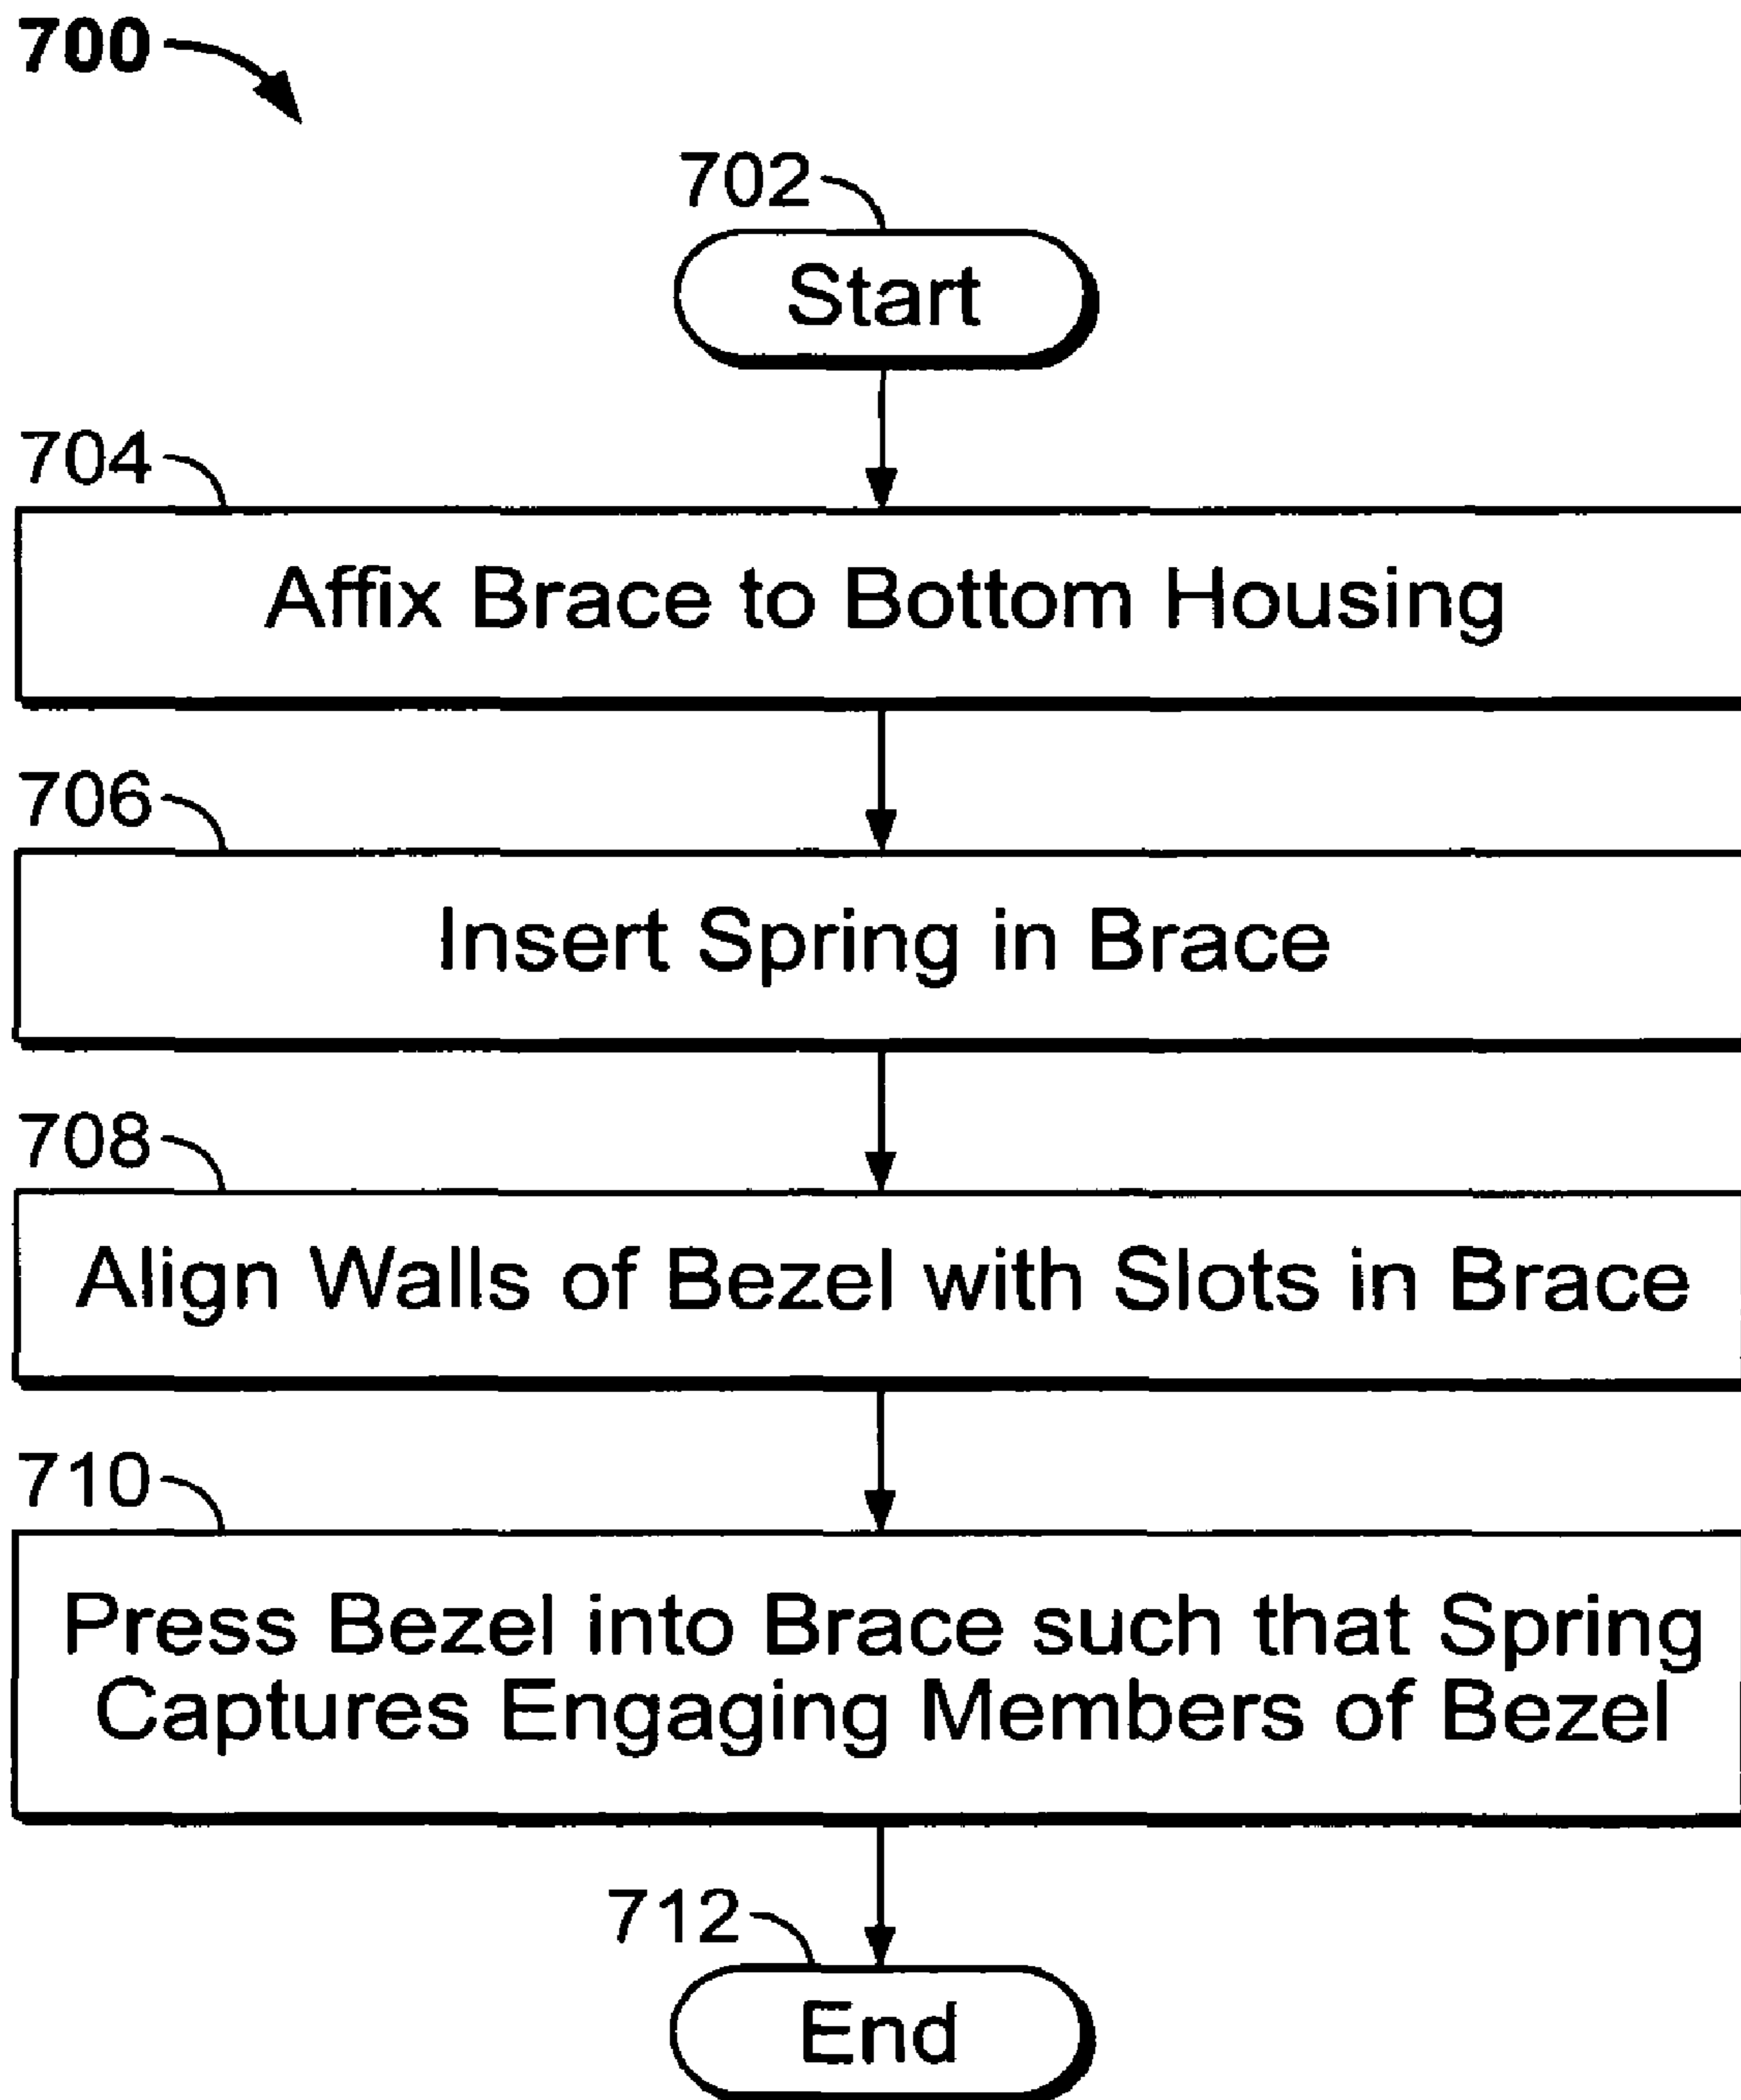 700
702
Start
704
Affix Brace to Bottom Housing
706
Insert Spring in Brace
708
Align Walls of Bezel with Slots in Brace
710
Press Bezel into Brace such that Spring
Captures Engaging Members of Bezel
712
End